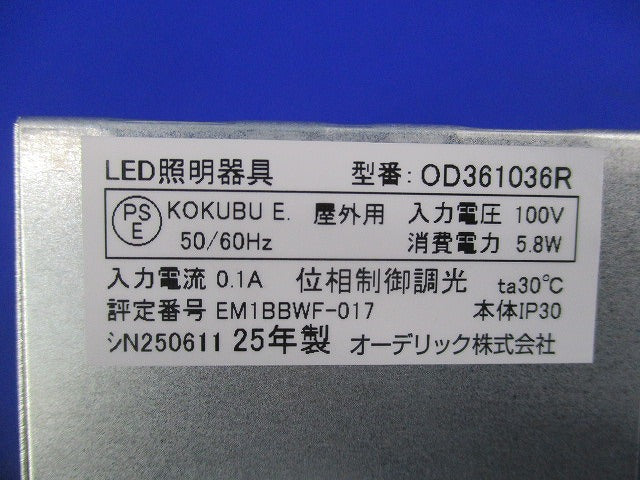 LED照明器具 型番: OD361036R
PSE KOKUBU E. 屋外用 入力電圧 100V
50/60Hz 消費電力 5.8W
入力電流 0.1A 位相制御調光 ta30℃
評定番号 EM1BBWF-017 本体IP30
シN250611 25年製 オーデリック株式会社